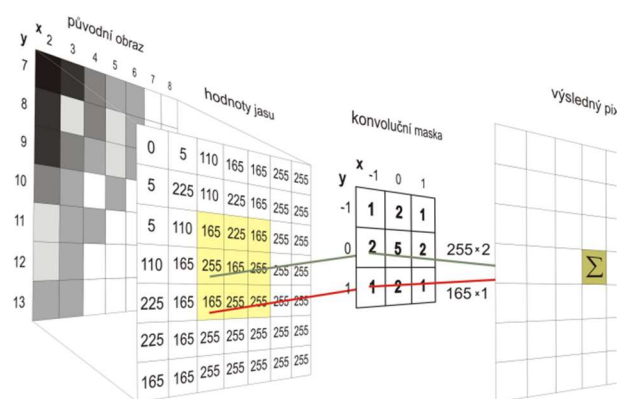 původní obraz
x 2 3 4 5 6 7 8
y
7
8
9
10
11
12
13
hodnoty jasu
0 5 110 165 165 255 255
5 225 110 225 165 255 255
5 110 165 225 165 255 255
110 165 255 165 255 255 255
225 165 165 255 255 255 255
225 165 255 255 255 255 255
165 165 255 255 255 255 255
konvoluční maska
x -1 0 1
y
-1 1 2 1
0 2 5 2
1 1 2 1
255×2
165×1
výsledný pix
Σ